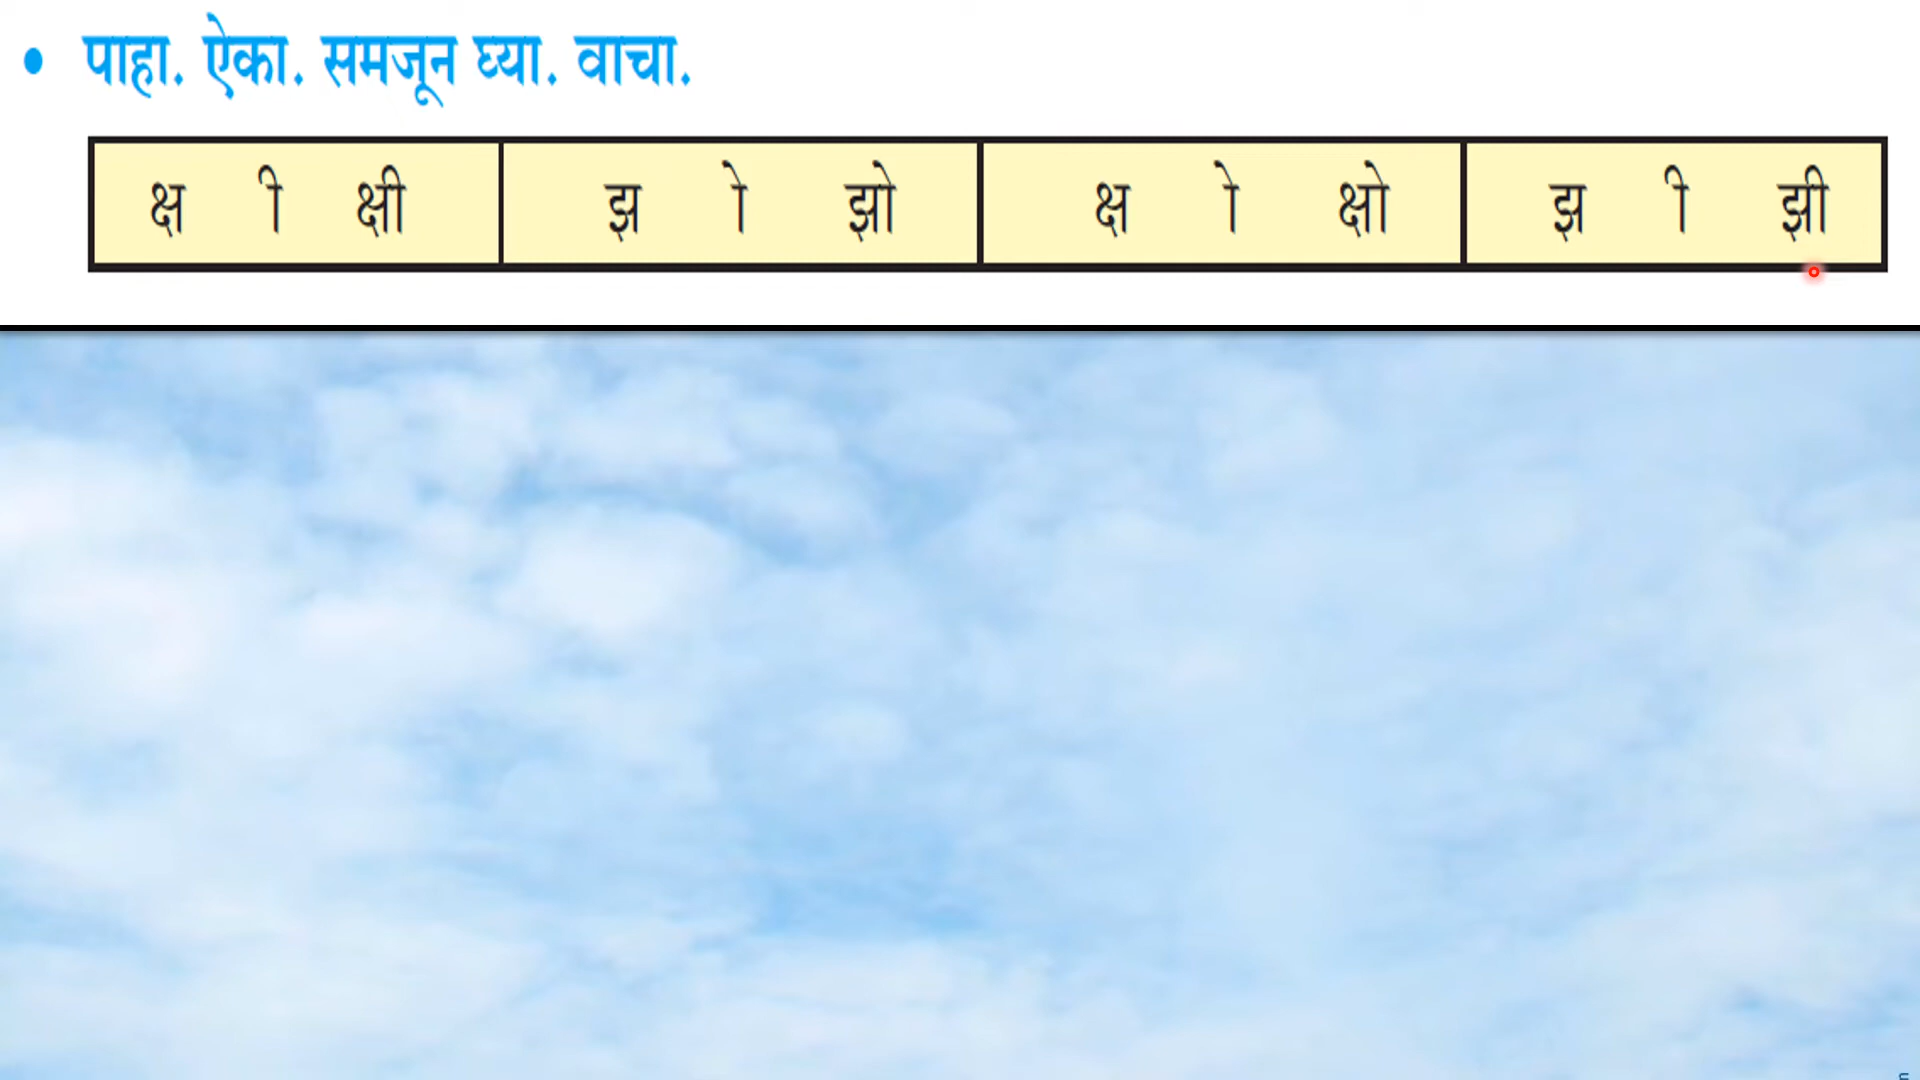 • पाहा. ऐका. समजून घ्या. वाचा.
क्ष ी क्षी झ ो झो क्ष ो क्षो झ ी झी